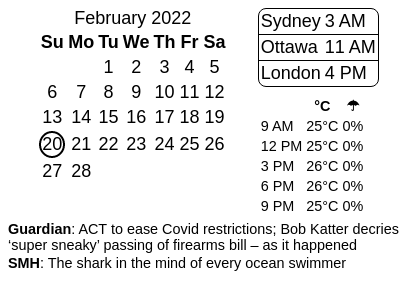 February 2022
Su Mo Tu We Th Fr Sa
1 2 3 4 5
6 7 8 9 10 11 12
13 14 15 16 17 18 19
20 21 22 23 24 25 26
27 28
Sydney 3 AM
Ottawa 11 AM
London 4 PM
°C ☂
9 AM 25°C 0%
12 PM 25°C 0%
3 PM 26°C 0%
6 PM 26°C 0%
9 PM 25°C 0%
Guardian: ACT to ease Covid restrictions; Bob Katter decries
‘super sneaky’ passing of firearms bill – as it happened
SMH: The shark in the mind of every ocean swimmer